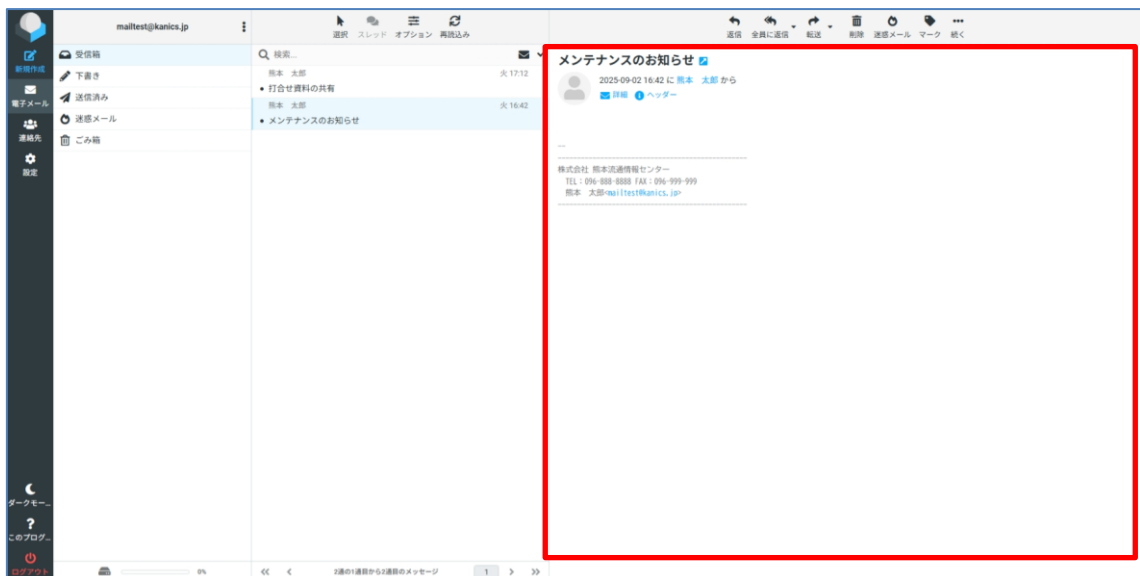 mailtest@kanics.jp
選択 スレッド オプション 再読込み
返信 全員に返信 転送 削除 迷惑メール マーク 続く
新規作成
電子メール
連絡先
設定
ダークモー...
このプログ...
ログアウト
受信箱
下書き
送信済み
迷惑メール
ごみ箱
0%
検索...
熊本 太郎 火 17:12
打合せ資料の共有
熊本 太郎 火 16:42
メンテナンスのお知らせ
2通の1通目から2通目のメッセージ 1
メンテナンスのお知らせ
2025-09-02 16:42 に 熊本 太郎 から
詳細 ヘッダー
--
株式会社 熊本流通情報センター
TEL：096-888-8888 FAX：096-999-999
熊本 太郎<mailtest@kanics.jp>